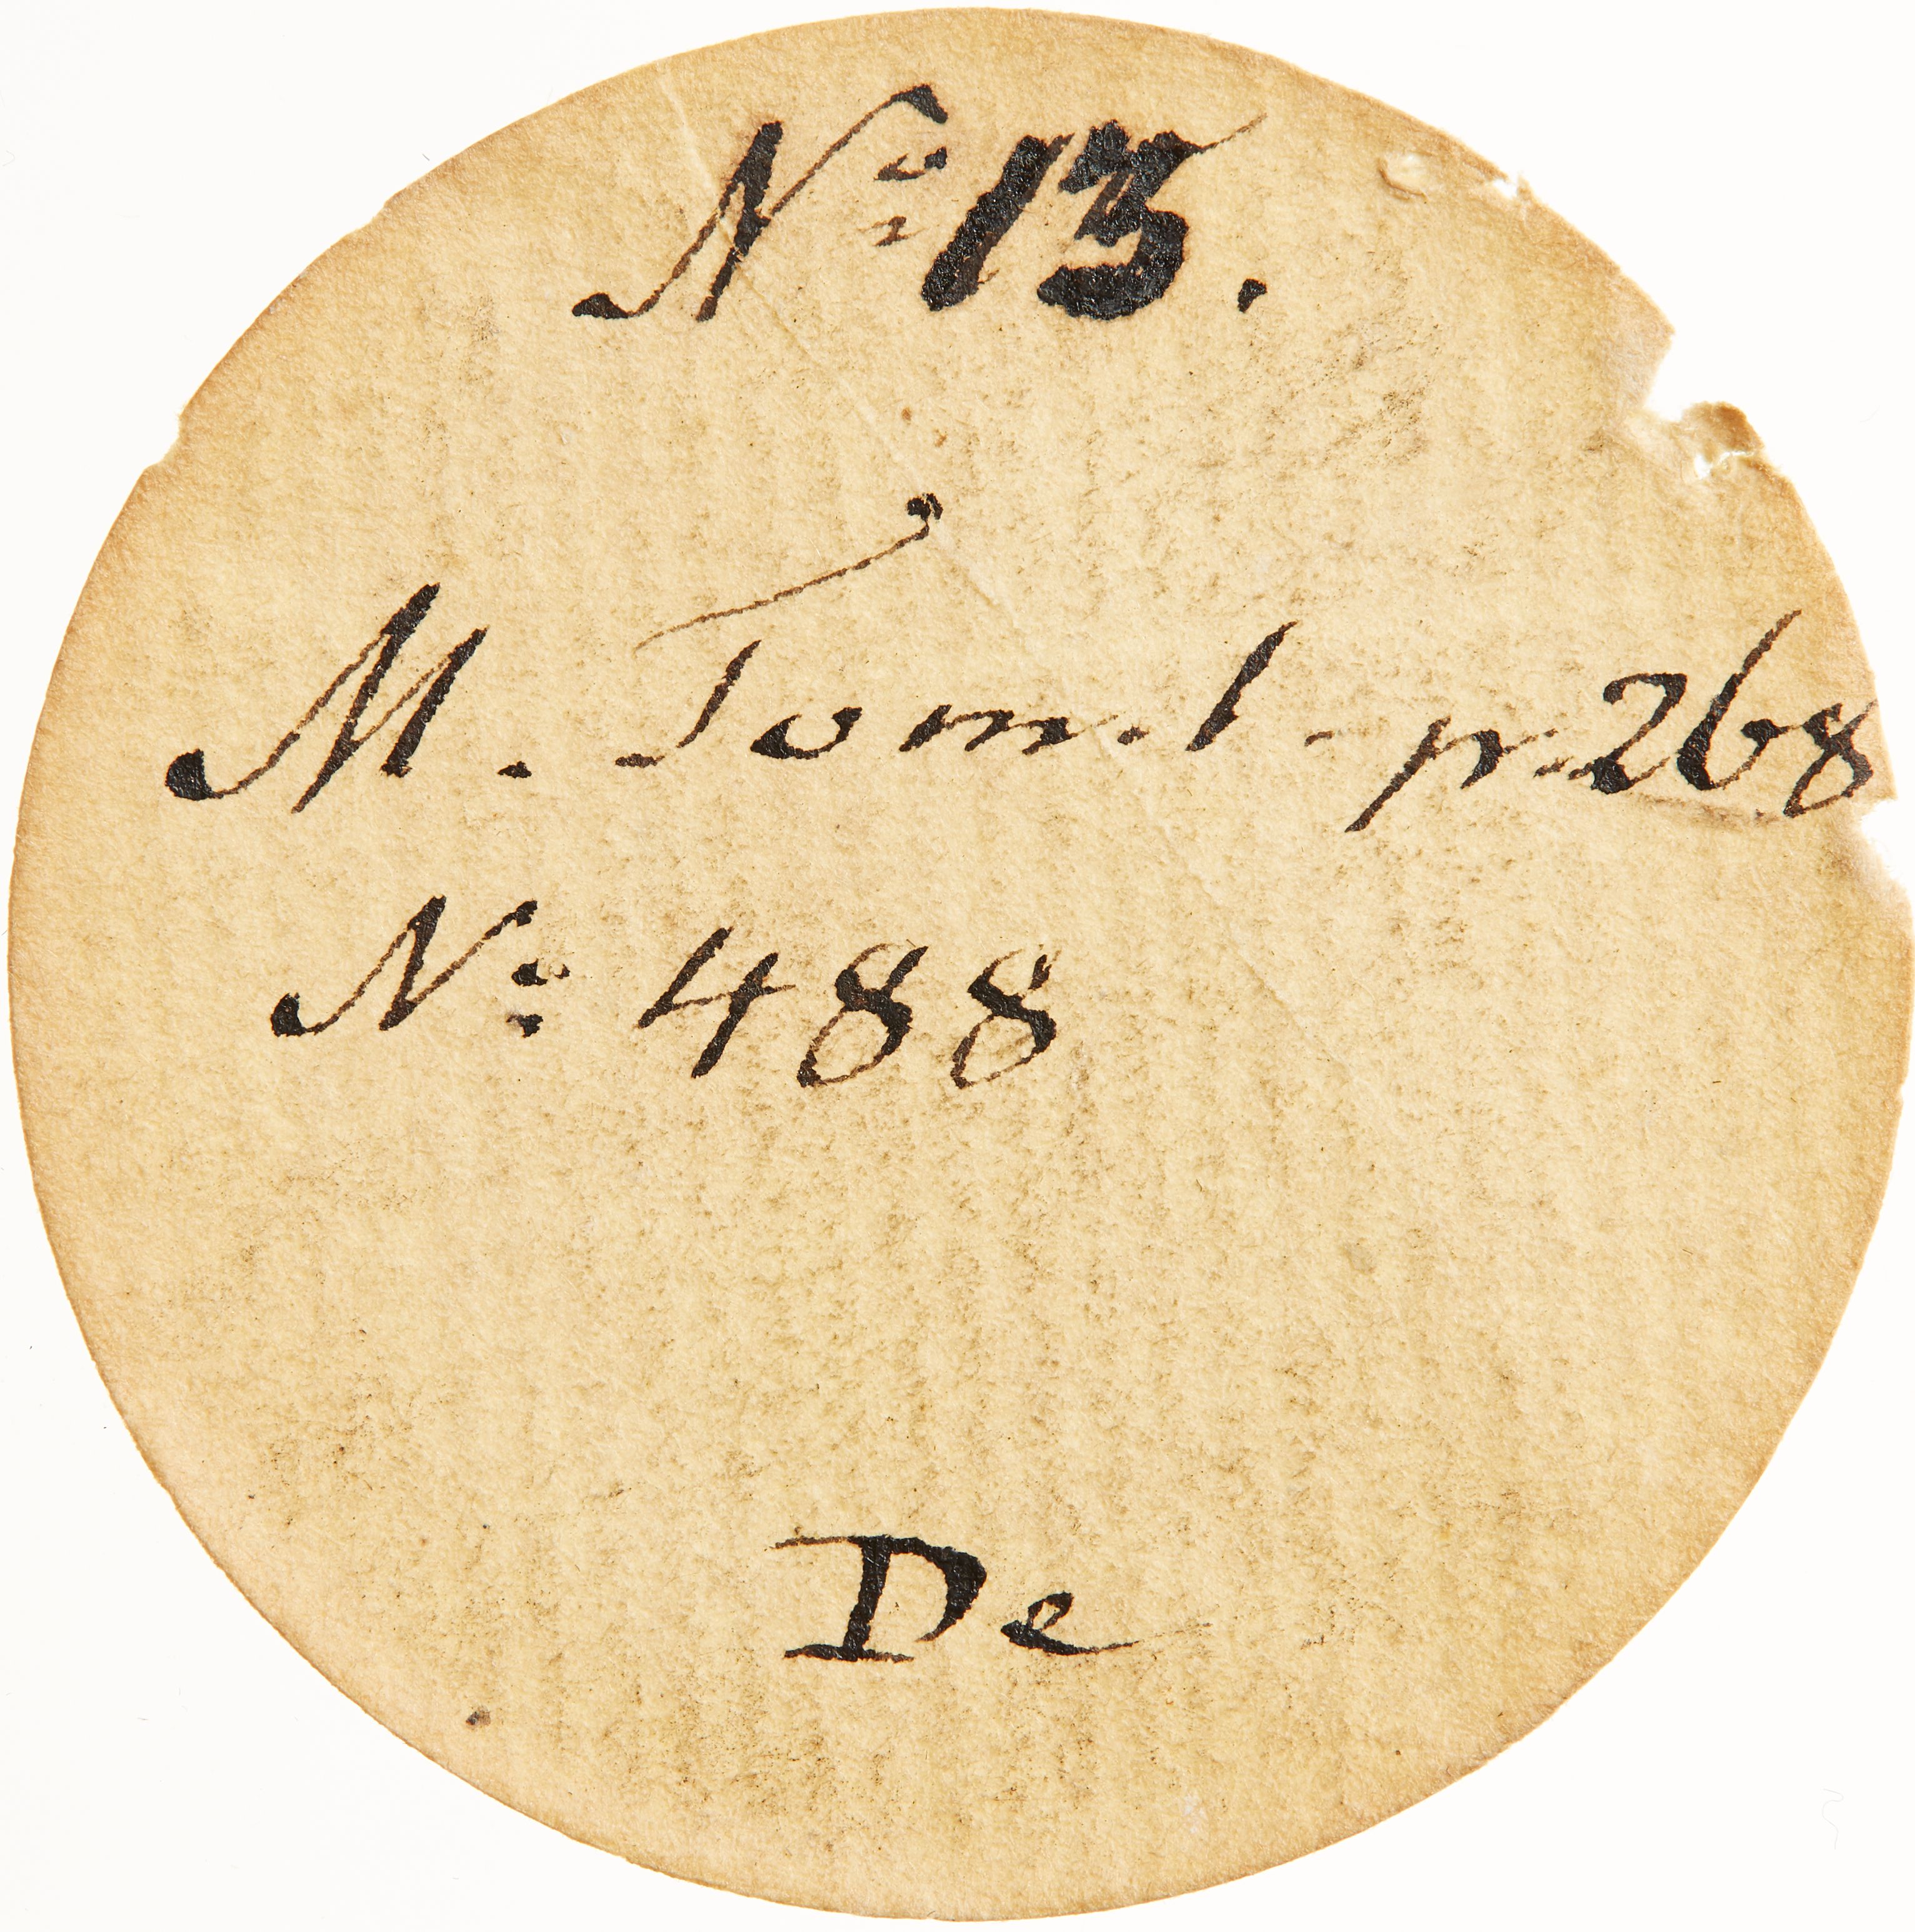 Nº 13.
M. Tom. 1. p. 268
Nº 488
De